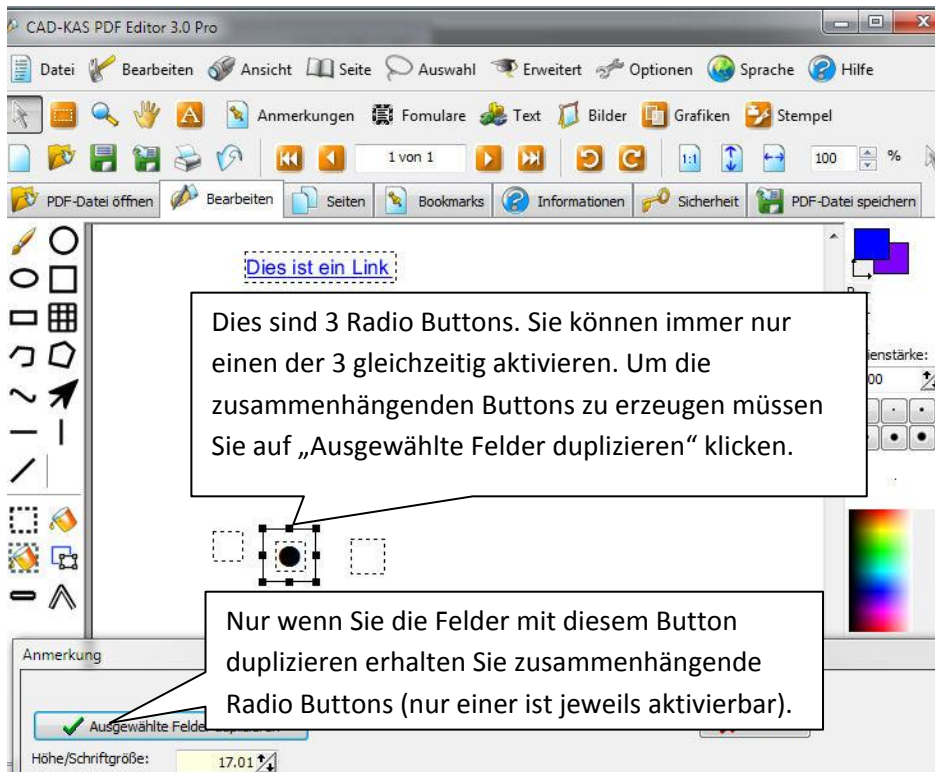 CAD-KAS PDF Editor 3.0 Pro
Datei Bearbeiten Ansicht Seite Auswahl Erweitert Optionen Sprache Hilfe
Anmerkungen Fomulare Text Bilder Grafiken Stempel
1 von 1 1:1 100 %
PDF-Datei öffnen Bearbeiten Seiten Bookmarks Informationen Sicherheit PDF-Datei speichern
Dies ist ein Link
Dies sind 3 Radio Buttons. Sie können immer nur
einen der 3 gleichzeitig aktivieren. Um die
zusammenhängenden Buttons zu erzeugen müssen
Sie auf „Ausgewählte Felder duplizieren“ klicken.
ienstärke:
00
Nur wenn Sie die Felder mit diesem Button
duplizieren erhalten Sie zusammenhängende
Radio Buttons (nur einer ist jeweils aktivierbar).
Anmerkung
Ausgewählte Felder
Höhe/Schriftgröße: 17.01